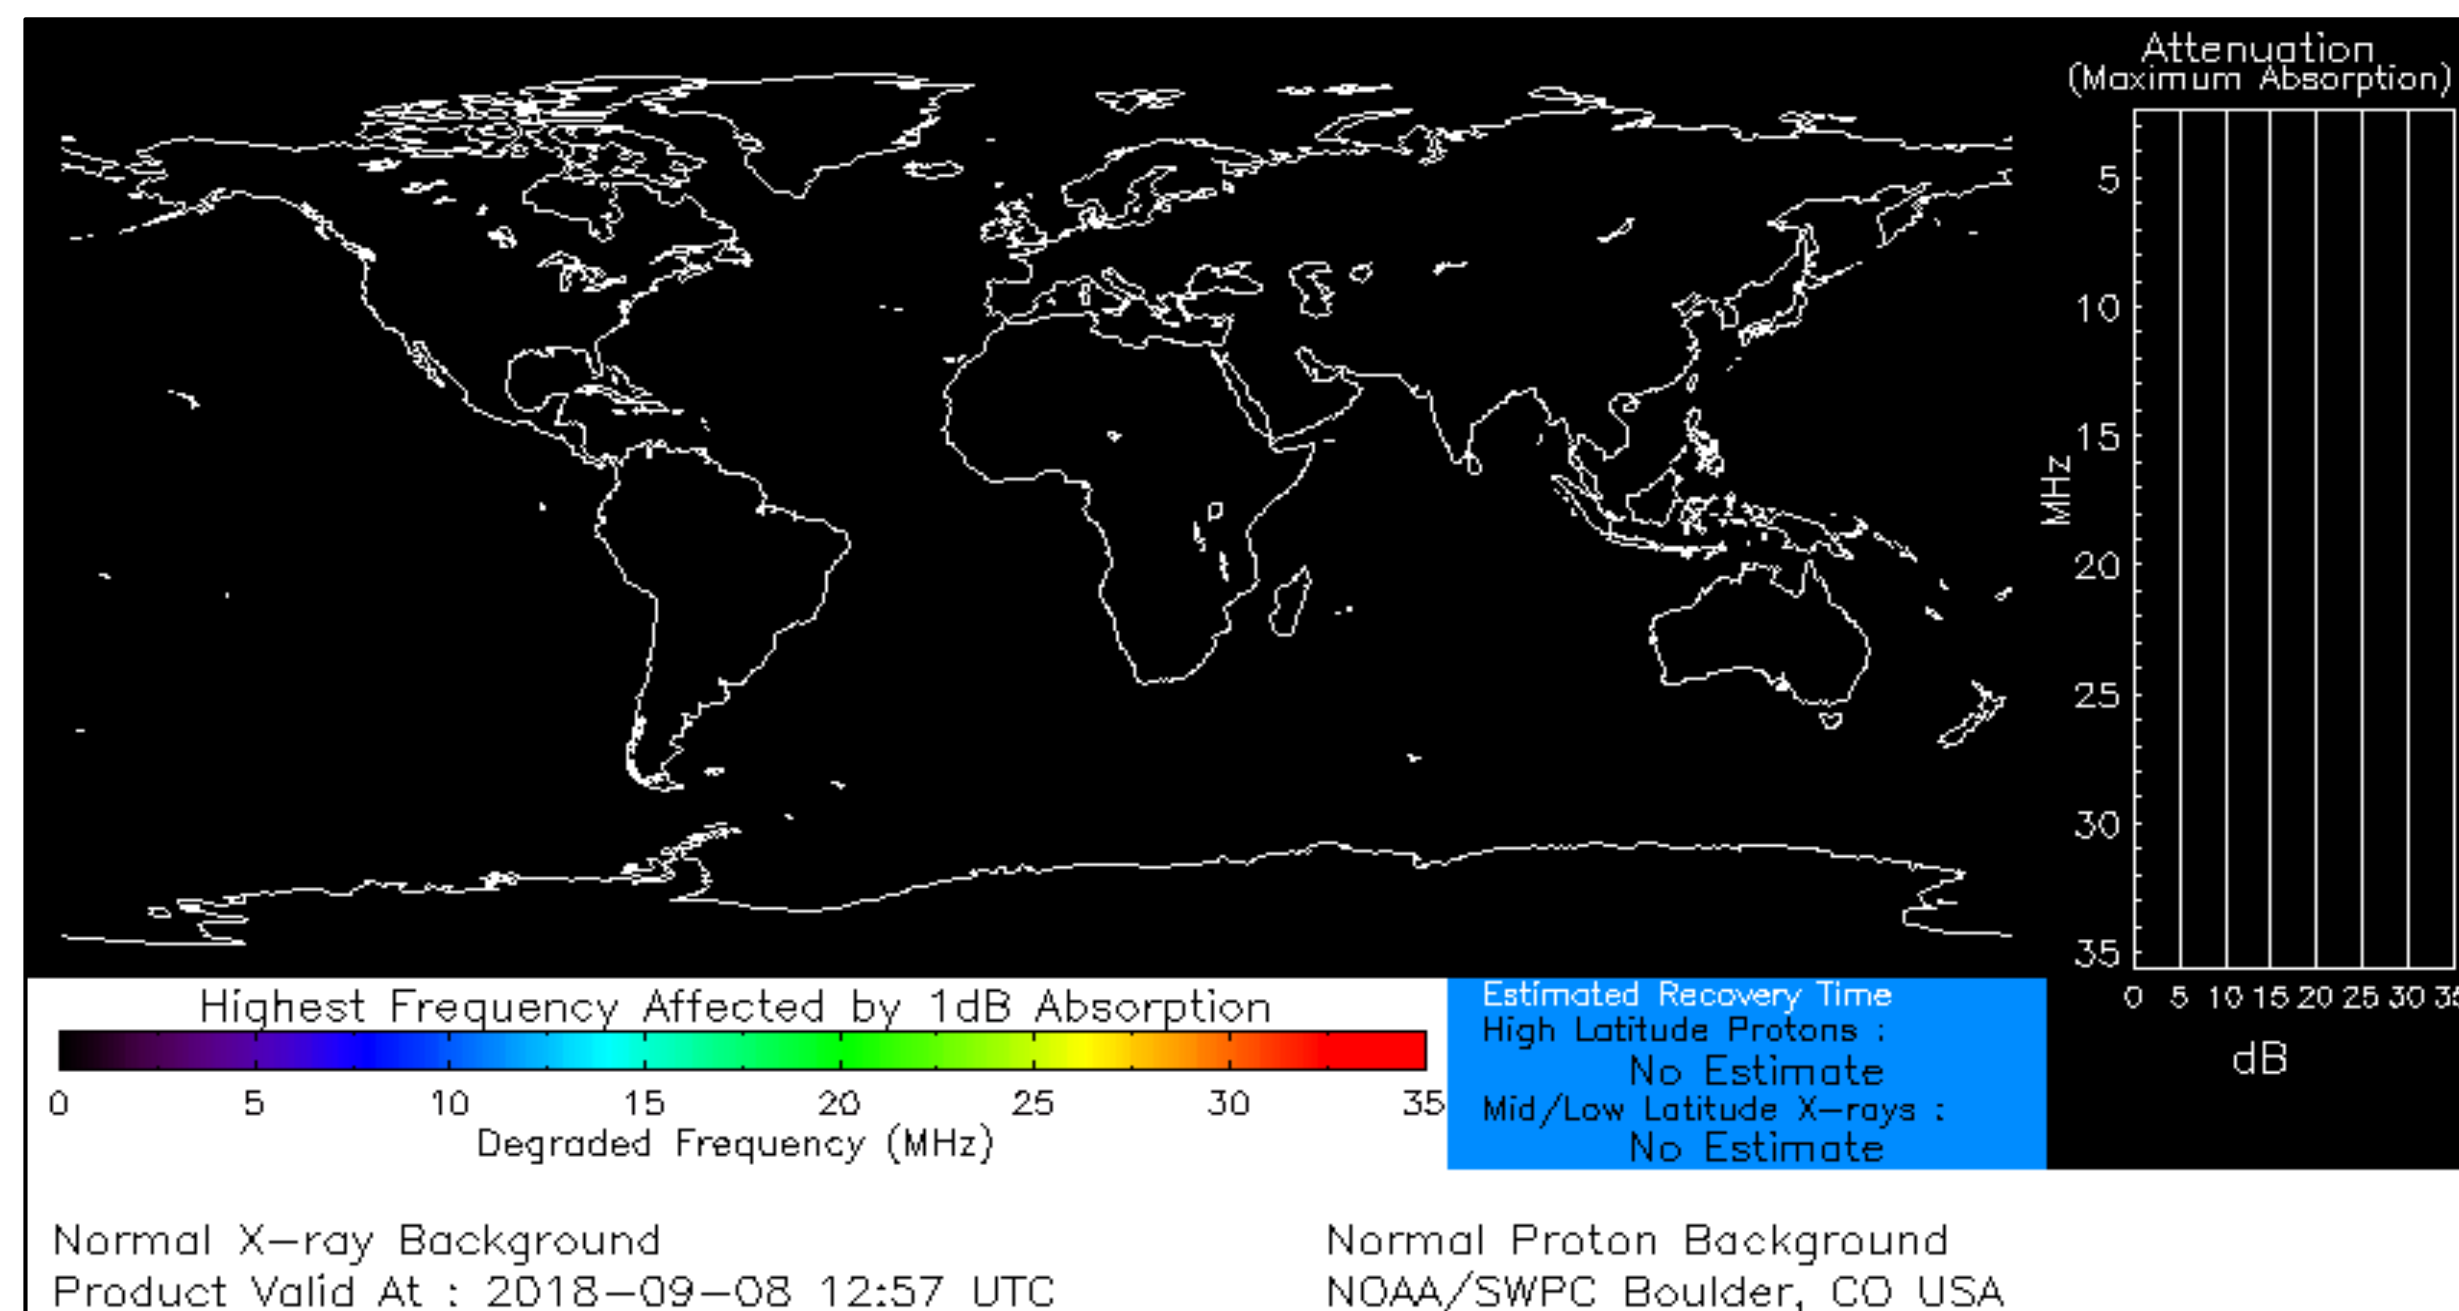 Attenuation
(Maximum Absorption)
5
10
15
20
25
30
35
MHz
0 5 10 15 20 25 30
dB
Highest Frequency Affected by 1dB Absorption
0 5 10 15 20 25 30 35
Degraded Frequency (MHz)
Estimated Recovery Time
High Latitude Protons :
No Estimate
Mid/Low Latitude X-rays :
No Estimate
Normal X-ray Background
Normal Proton Background
Product Valid At : 2018-09-08 12:57 UTC
NOAA/SWPC Boulder, CO USA